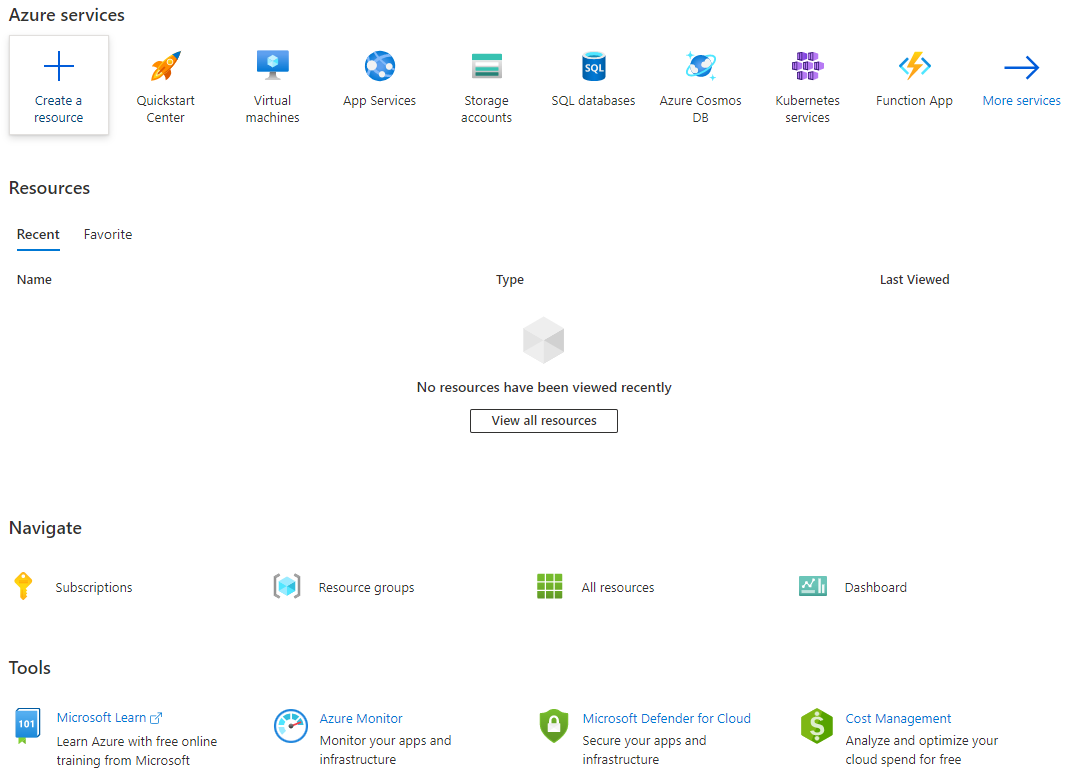 Azure services
Create a
resource
Quickstart
Center
Virtual
machines
App Services
Storage
accounts
SQL
SQL databases
Azure Cosmos
DB
Kubernetes
services
Function App
More services
Resources
Recent
Favorite
Name
Type
Last Viewed
No resources have been viewed recently
View all resources
Navigate
Subscriptions
Resource groups
All resources
Dashboard
Tools
101
Microsoft Learn
Learn Azure with free online
training from Microsoft
Azure Monitor
Monitor your apps and
infrastructure
Microsoft Defender for Cloud
Secure your apps and
infrastructure
$
Cost Management
Analyze and optimize your
cloud spend for free